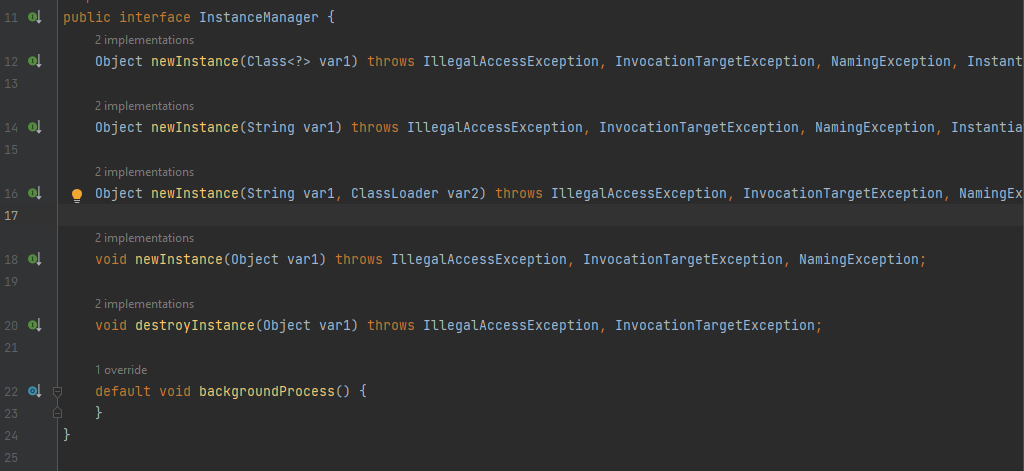 11 public interface InstanceManager {
2 implementations
12 Object newInstance(Class<?> var1) throws IllegalAccessException, InvocationTargetException, NamingException, Instant
13
2 implementations
14 Object newInstance(String var1) throws IllegalAccessException, InvocationTargetException, NamingException, Instantia
15
2 implementations
16 Object newInstance(String var1, ClassLoader var2) throws IllegalAccessException, InvocationTargetException, NamingEx
17
2 implementations
18 void newInstance(Object var1) throws IllegalAccessException, InvocationTargetException, NamingException;
19
2 implementations
20 void destroyInstance(Object var1) throws IllegalAccessException, InvocationTargetException;
21
1 override
22 default void backgroundProcess() {
23 }
24 }
25